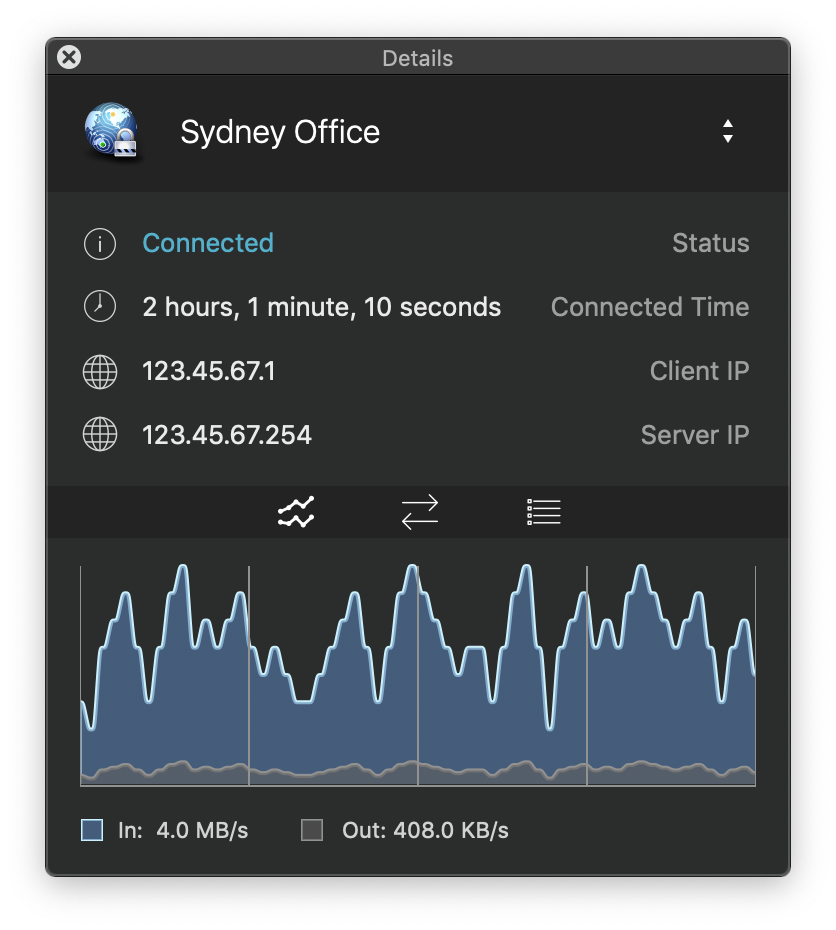 Details
Sydney Office
Connected Status
2 hours, 1 minute, 10 seconds Connected Time
123.45.67.1 Client IP
123.45.67.254 Server IP
In: 4.0 MB/s Out: 408.0 KB/s